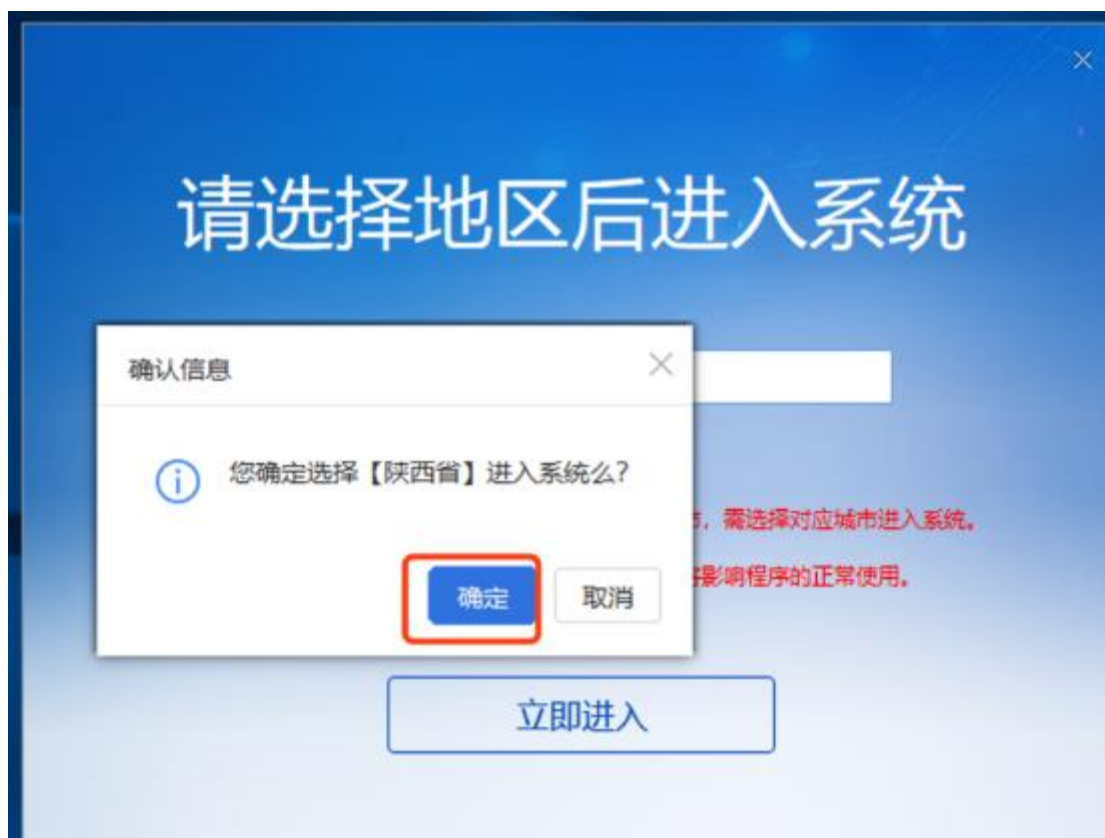 请选择地区后进入系统
确认信息
您确定选择【陕西省】进入系统么?
，需选择对应城市进入系统。
影响程序的正常使用。
确定
取消
立即进入